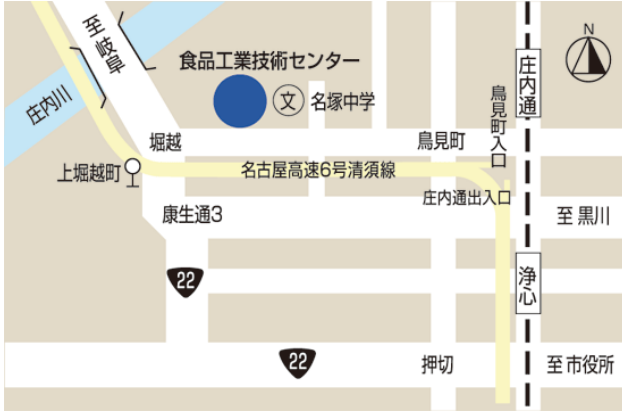 至岐阜
N
食品工業技術センター
庄内通
庄内川
文
名塚中学
鳥見町入口
堀越
鳥見町
上堀越町
名古屋高速6号清須線
庄内通出入口
康生通3
至黒川
22
浄心
22
押切
至市役所